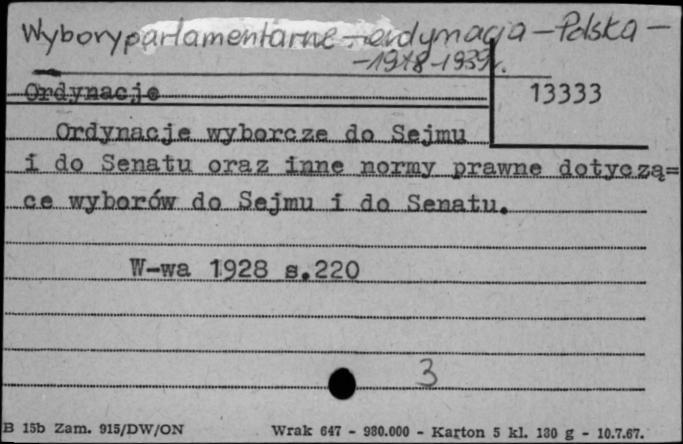 Wybory parlamentarne - ordynacja - Polska -
- 1918-1939 r.
Ordynacje
13333
Ordynacje wyborcze do Sejmu
i do Senatu oraz inne normy prawne dotyczą=
ce wyborów do Sejmu i do Senatu.
W-wa 1928 s.220
3
B 15b Zam. 915/DW/ON Wrak 647 - 980.000 - Karton 5 kl. 130 g - 10.7.67.